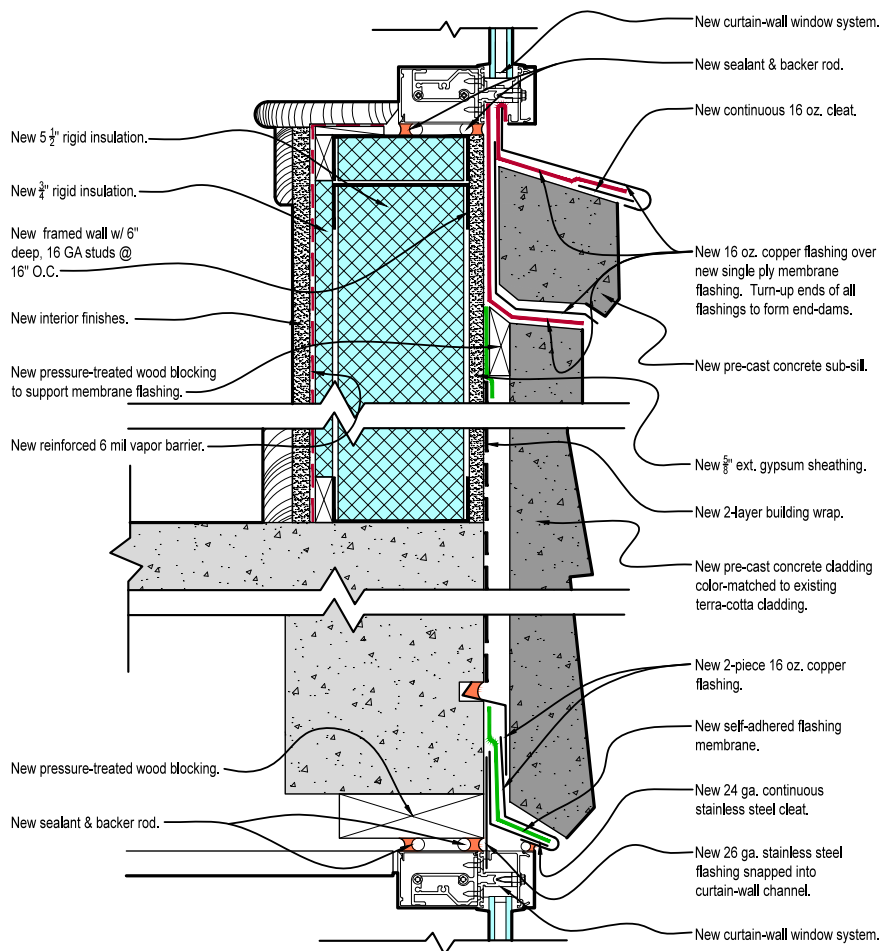 New curtain-wall window system.
New sealant & backer rod.
New continuous 16 oz. cleat.
New 5 1/2" rigid insulation.
New 3/4" rigid insulation.
New framed wall w/ 6"
deep, 16 GA studs @
16" O.C.
New interior finishes.
New pressure-treated wood blocking
to support membrane flashing.
New reinforced 6 mil vapor barrier.
New 16 oz. copper flashing over
new single ply membrane
flashing. Turn-up ends of all
flashings to form end-dams.
New pre-cast concrete sub-sill.
New 5/8" ext. gypsum sheathing.
New 2-layer building wrap.
New pre-cast concrete cladding
color-matched to existing
terra-cotta cladding.
New 2-piece 16 oz. copper
flashing.
New self-adhered flashing
membrane.
New pressure-treated wood blocking.
New sealant & backer rod.
New 24 ga. continuous
stainless steel cleat.
New 26 ga. stainless steel
flashing snapped into
curtain-wall channel.
New curtain-wall window system.